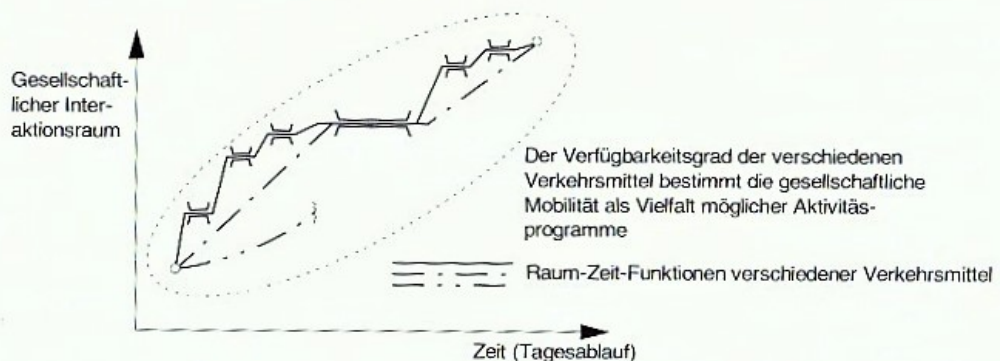 Gesellschaft-
licher Inter-
aktionsraum
Der Verfügbarkeitsgrad der verschiedenen
Verkehrsmittel bestimmt die gesellschaftliche
Mobilität als Vielfalt möglicher Aktivitäs-
programme
Raum-Zeit-Funktionen verschiedener Verkehrsmittel
Zeit (Tagesablauf)